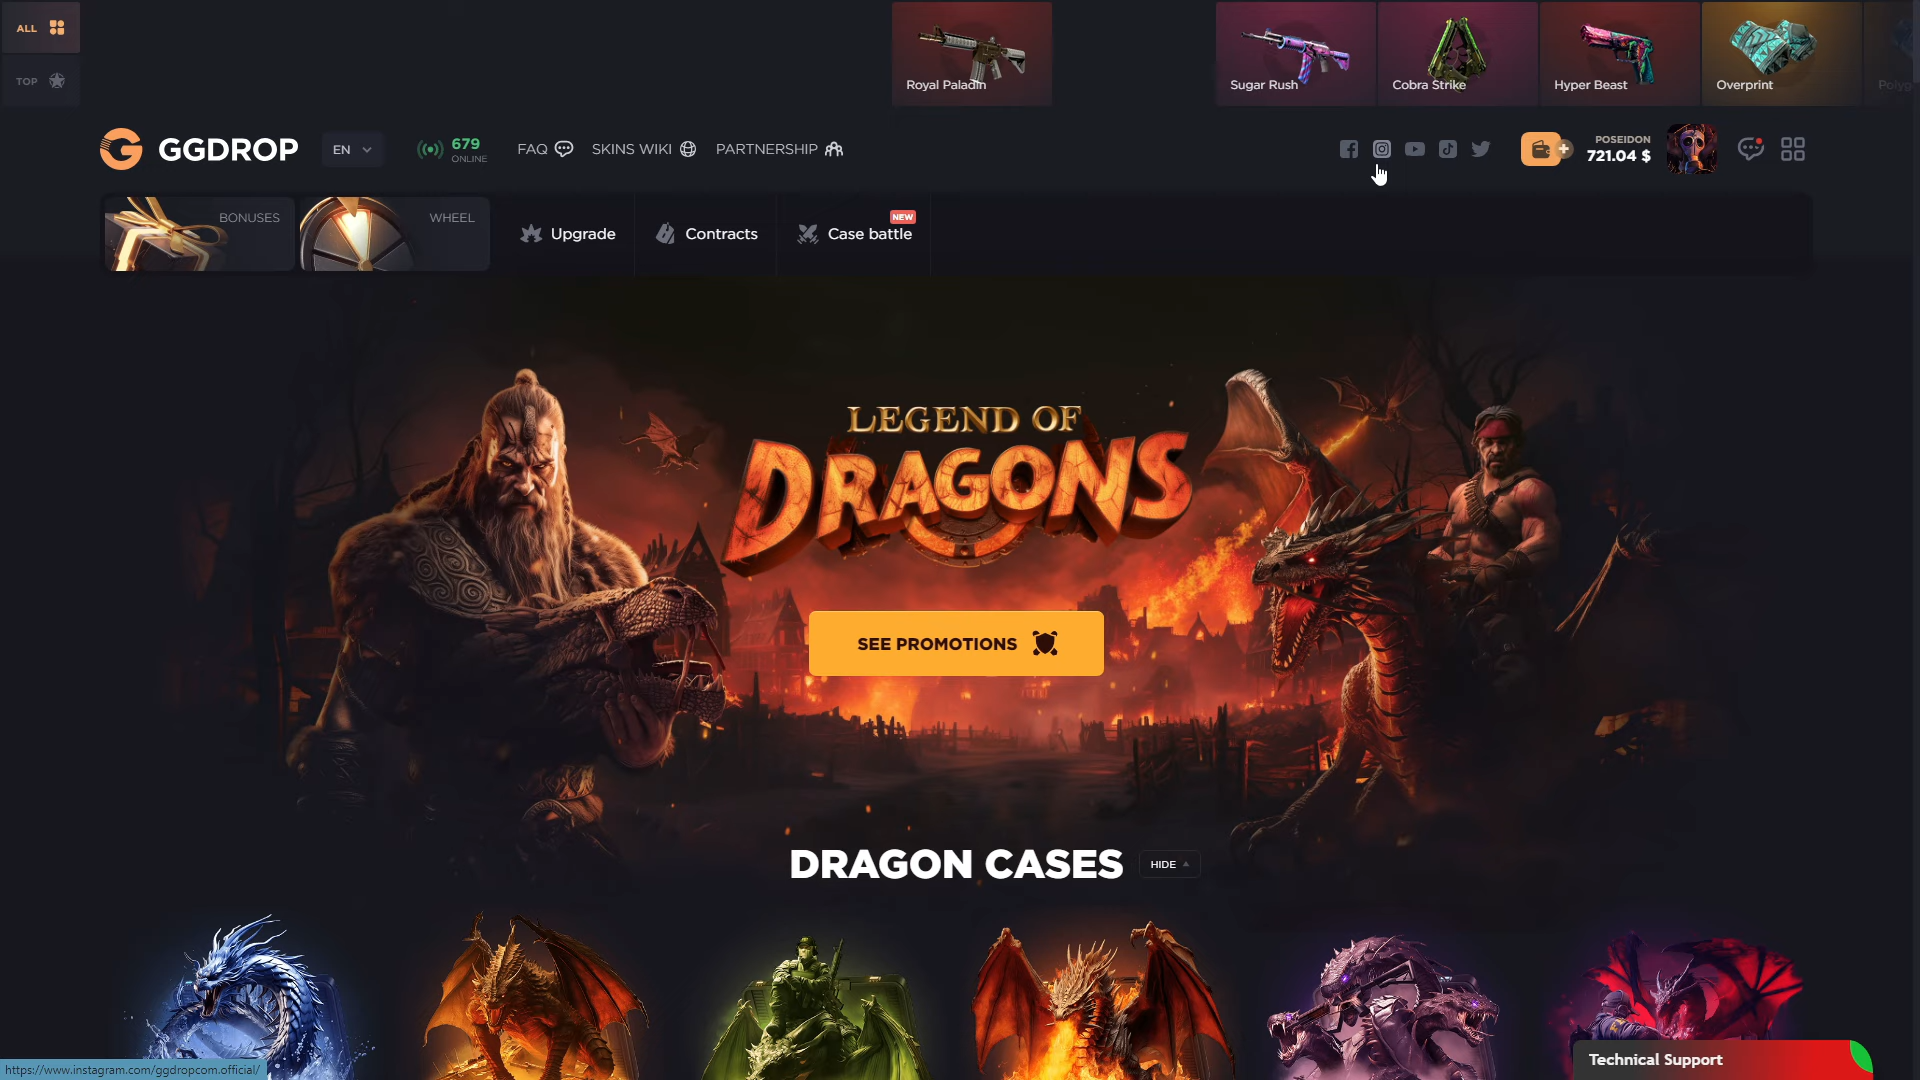 ALL
TOP
Royal Paladin
Sugar Rush
Cobra Strike
Hyper Beast
Overprint
GGDROP
EN
679
ONLINE
FAQ
SKINS WIKI
PARTNERSHIP
POSEIDON
721.04 $
BONUSES
WHEEL
Upgrade
Contracts
NEW
Case battle
LEGEND OF
DRAGONS
SEE PROMOTIONS
DRAGON CASES
HIDE
Technical Support
https://www.instagram.com/ggdropcom.official/